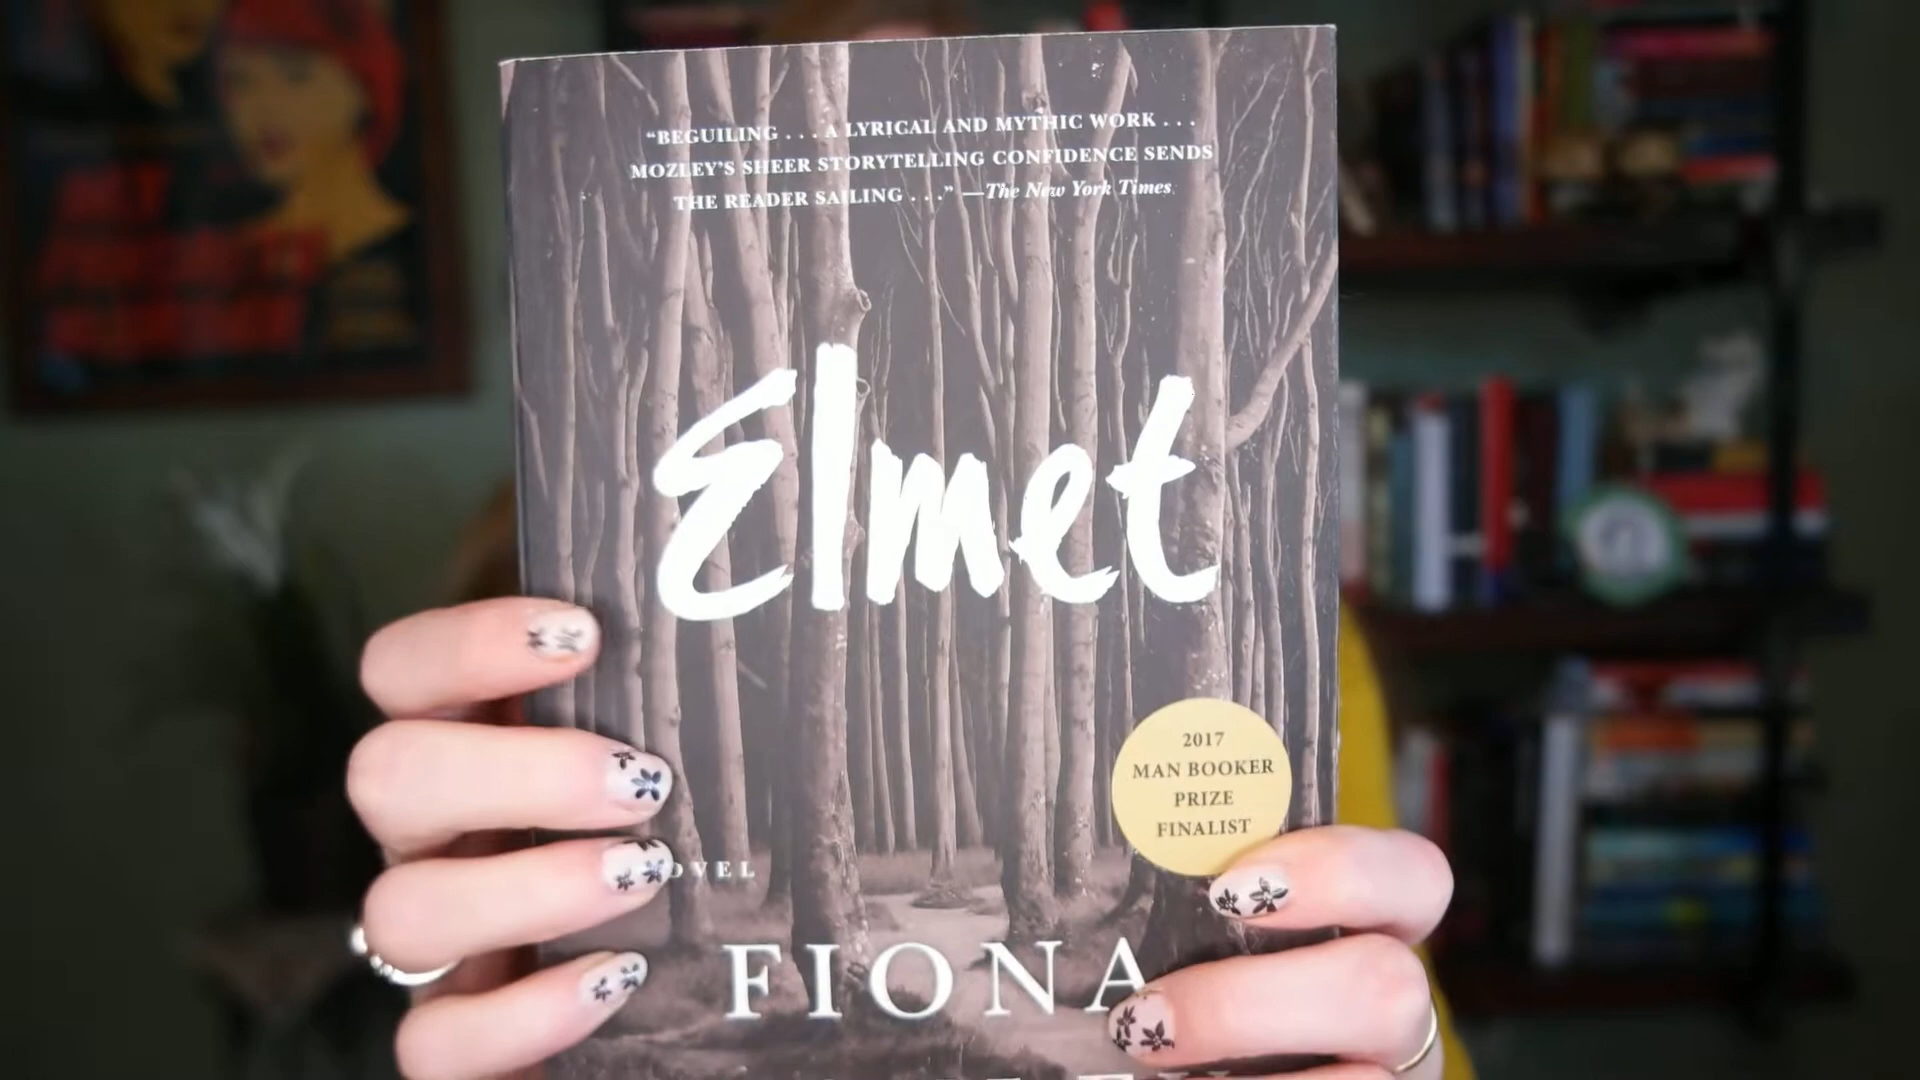 “BEGUILING . . . A LYRICAL AND MYTHIC WORK . . .
MOZLEY’S SHEER STORYTELLING CONFIDENCE SENDS
THE READER SAILING . . .” —The New York Times
Elmet
2017
MAN BOOKER
PRIZE
FINALIST
OVEL
FIONA